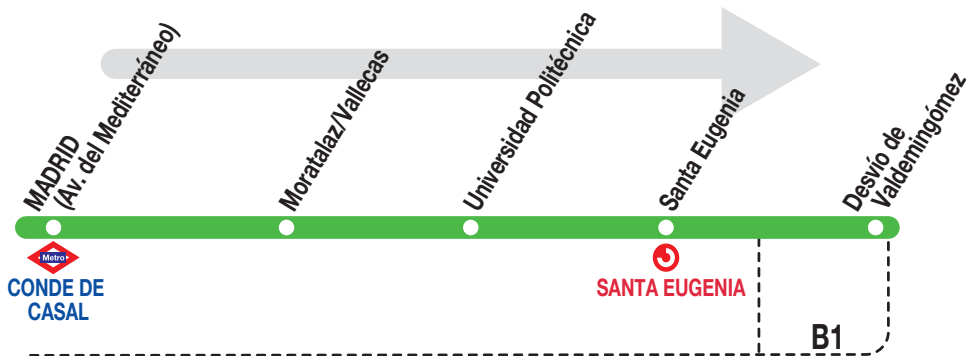 MADRID
(Av. del Mediterráneo)
Moratalaz/Vallecas
Universidad Politécnica
Santa Eugenia
Desvío de
Valdemingómez
Metro
CONDE DE
CASAL
SANTA EUGENIA
B1